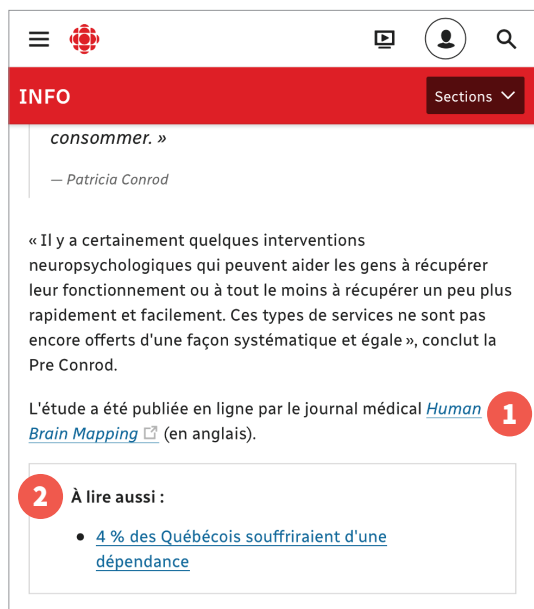 INFO
Sections
consommer. »
— Patricia Conrod
« Il y a certainement quelques interventions
neuropsychologiques qui peuvent aider les gens à récupérer
leur fonctionnement ou à tout le moins à récupérer un peu plus
rapidement et facilement. Ces types de services ne sont pas
encore offerts d'une façon systématique et égale », conclut la
Pre Conrod.
L'étude a été publiée en ligne par le journal médical Human
1
Brain Mapping (en anglais).
2
À lire aussi :
• 4 % des Québécois souffriraient d'une
dépendance